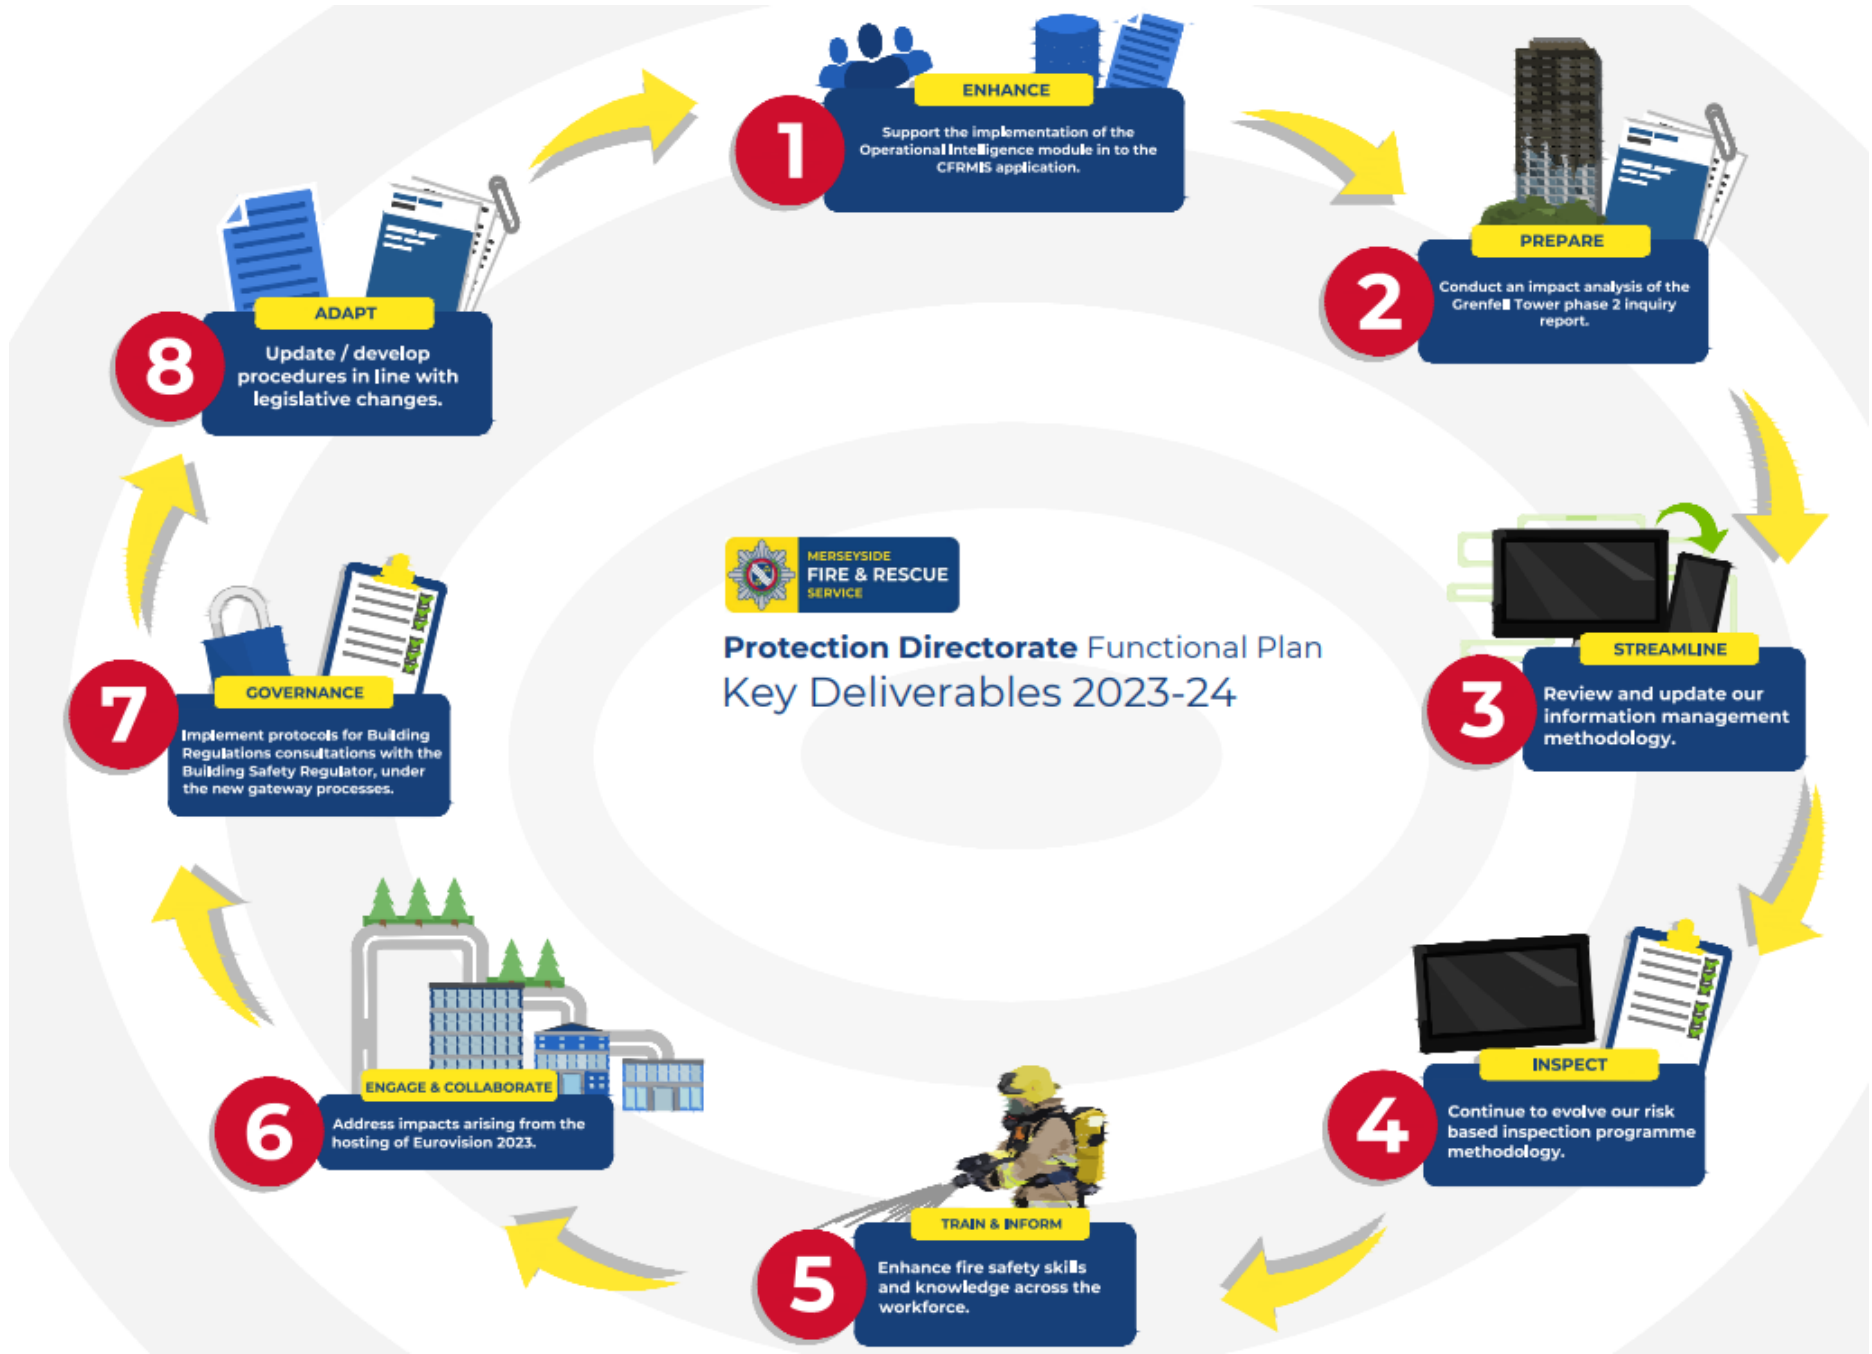 1
ENHANCE
Support the implementation of the
Operational Intelligence module in to the
CFRMIS application.
2
PREPARE
Conduct an impact analysis of the
Grenfell Tower phase 2 inquiry
report.
3
STREAMLINE
Review and update our
information management
methodology.
4
INSPECT
Continue to evolve our risk
based inspection programme
methodology.
5
TRAIN & INFORM
Enhance fire safety skills
and knowledge across the
workforce.
6
ENGAGE & COLLABORATE
Address impacts arising from the
hosting of Eurovision 2023.
7
GOVERNANCE
Implement protocols for Building
Regulations consultations with the
Building Safety Regulator, under
the new gateway processes.
8
ADAPT
Update / develop
procedures in line with
legislative changes.
MERSEYSIDE
FIRE & RESCUE
SERVICE
Protection Directorate Functional Plan
Key Deliverables 2023-24